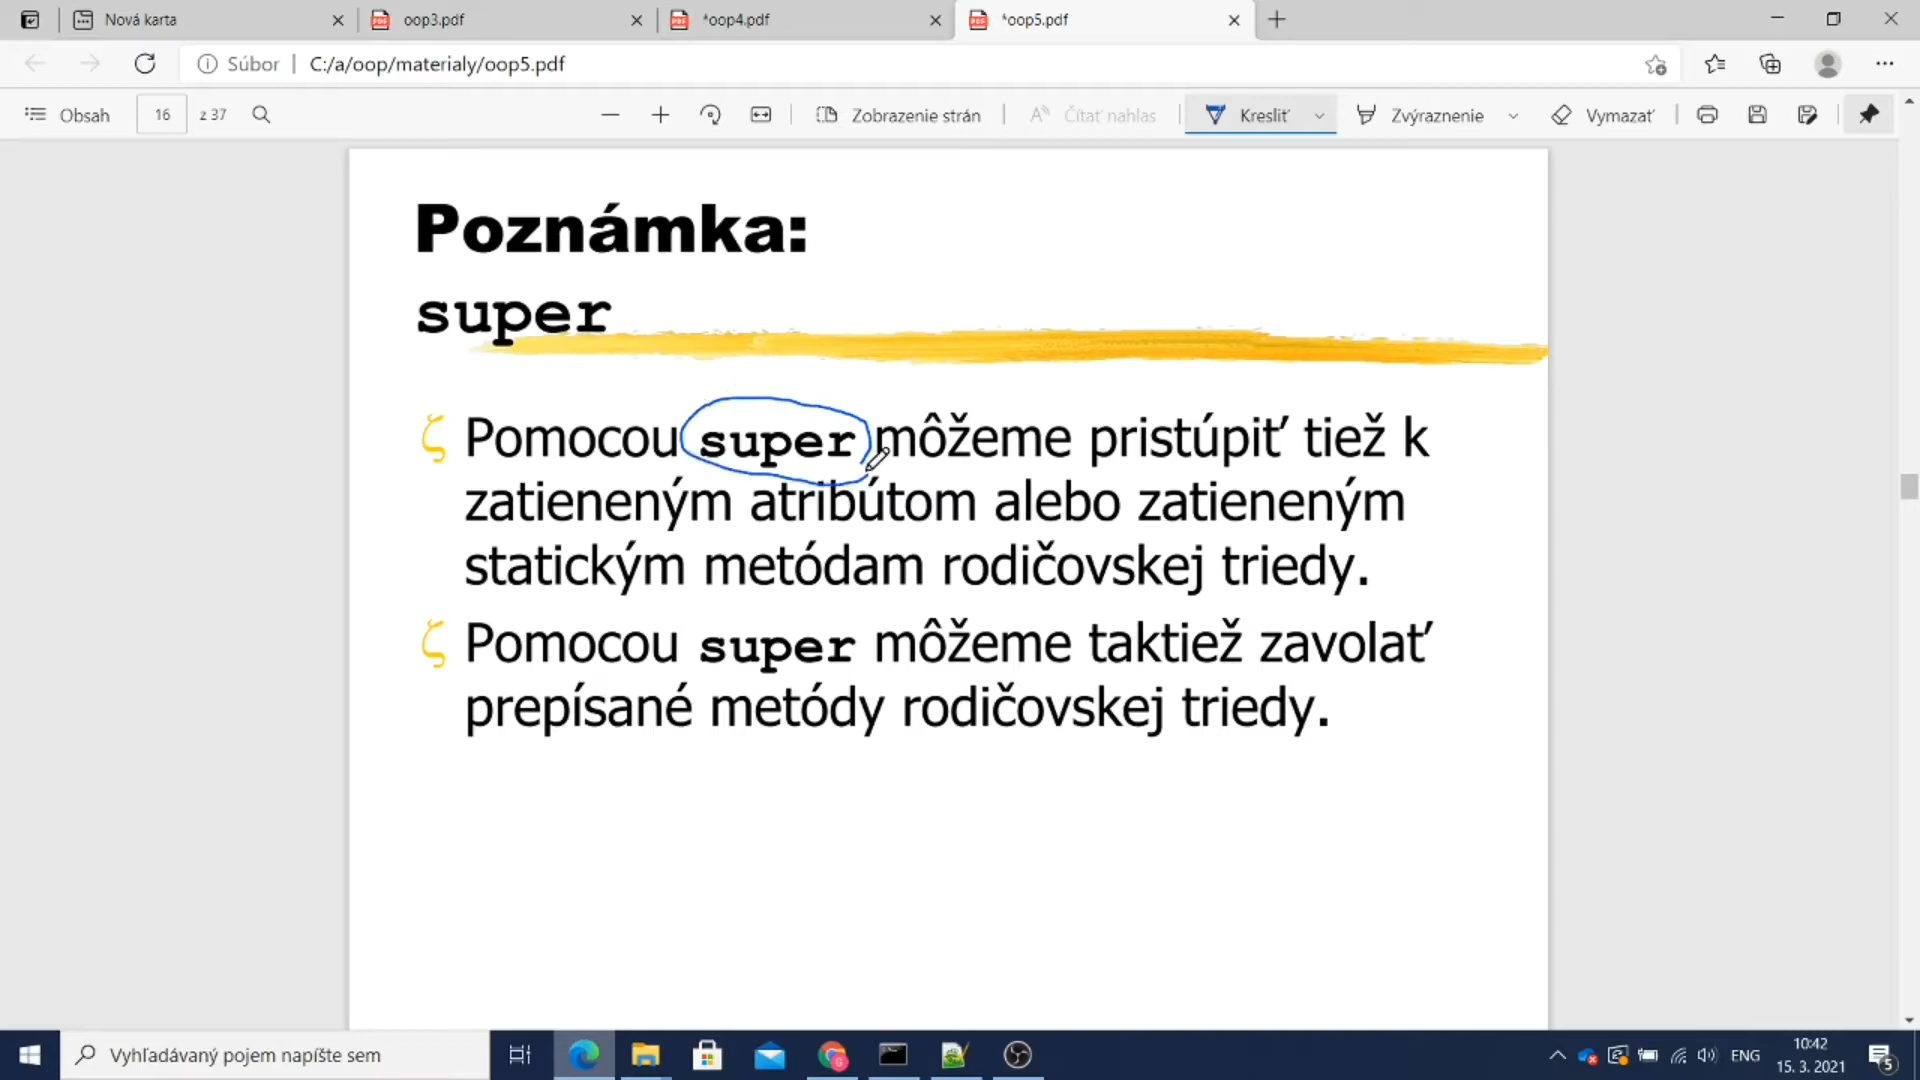 Nová karta
oop3.pdf
*oop4.pdf
*oop5.pdf
Súbor
C:/a/oop/materialy/oop5.pdf
Obsah
16
z 37
Zobrazenie strán
Čítať nahlas
Kresliť
Zvýraznenie
Vymazať
Poznámka:
super
Pomocou super môžeme pristúpiť tiež k
zatieneným atribútom alebo zatieneným
statickým metódam rodičovskej triedy.
Pomocou super môžeme taktiež zavolať
prepísané metódy rodičovskej triedy.
Vyhľadávaný pojem napíšte sem
ENG
10:42
15. 3. 2021
5